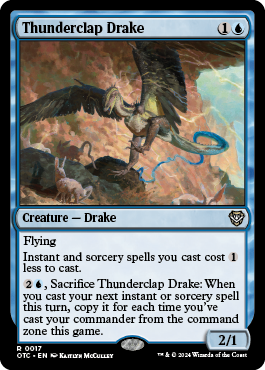 Thunderclap Drake 1
Creature — Drake
Flying
Instant and sorcery spells you cast cost 1
less to cast.
2, Sacrifice Thunderclap Drake: When
you cast your next instant or sorcery spell
this turn, copy it for each time you've
cast your commander from the command
zone this game.
R 0017
OTC • EN KAITLYN McCULLEY
™ & © 2024 Wizards of the Coast
2/1